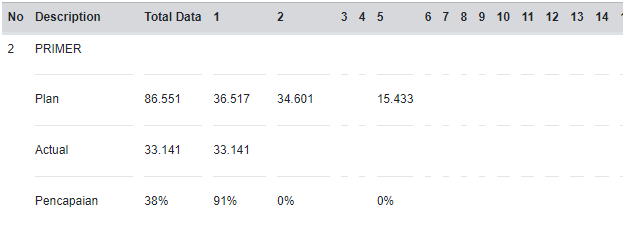 No Description Total Data 1 2 3 4 5 6 7 8 9 10 11 12 13 14
2 PRIMER
Plan 86.551 36.517 34.601 15.433
Actual 33.141 33.141
Pencapaian 38% 91% 0% 0%